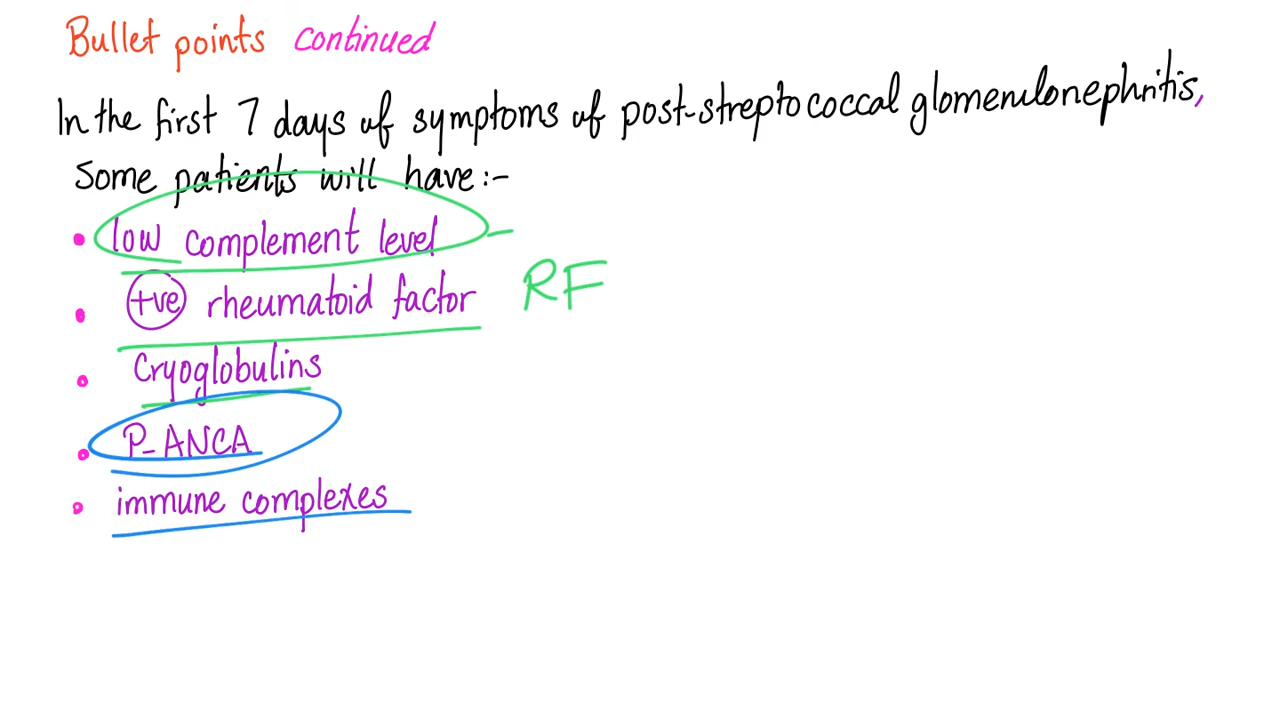 Bullet points continued
In the first 7 days of symptoms of post-streptococcal glomerulonephritis,
Some patients will have:-
• low complement level -
• +ve rheumatoid factor RF
• Cryoglobulins
• P-ANCA
• immune complexes